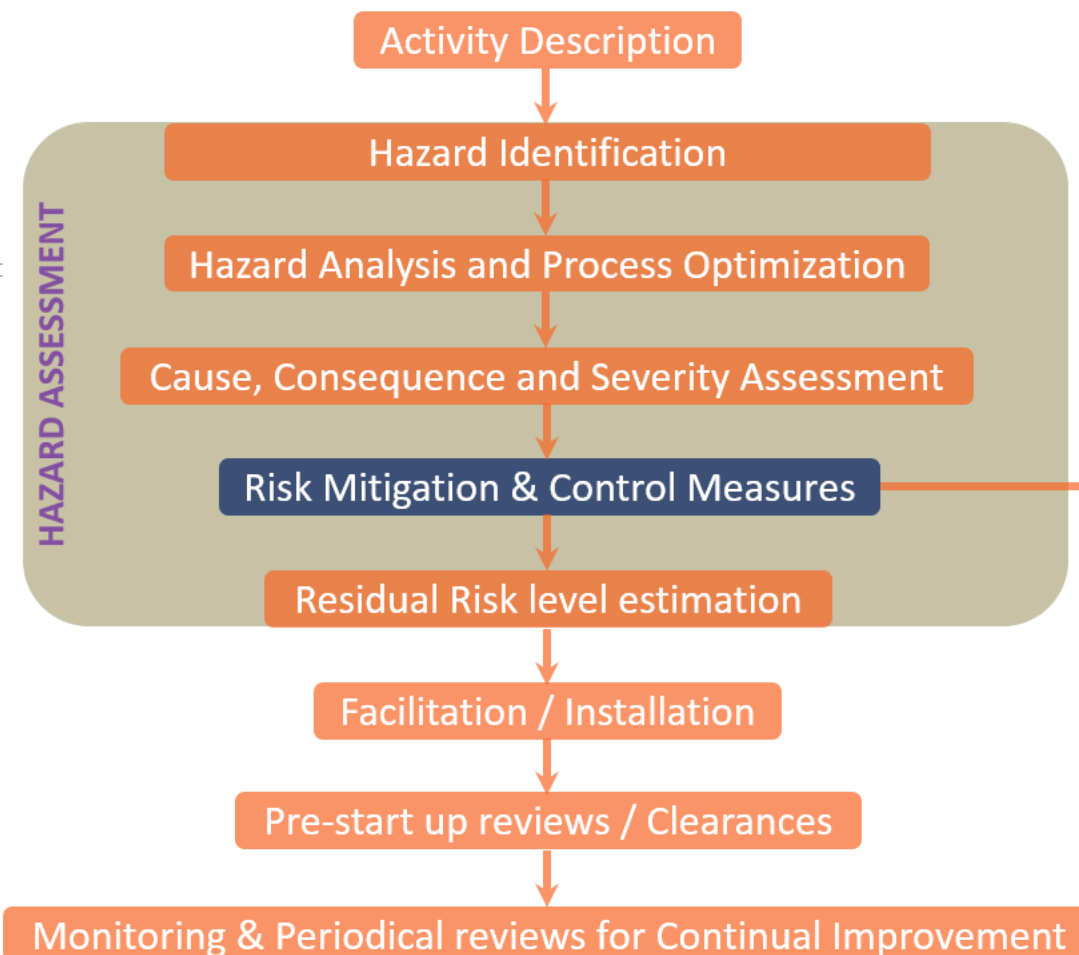 Activity Description
Hazard Identification
Hazard Analysis and Process Optimization
Cause, Consequence and Severity Assessment
Risk Mitigation & Control Measures
Residual Risk level estimation
HAZARD ASSESSMENT
Facilitation / Installation
Pre-start up reviews / Clearances
Monitoring & Periodical reviews for Continual Improvement